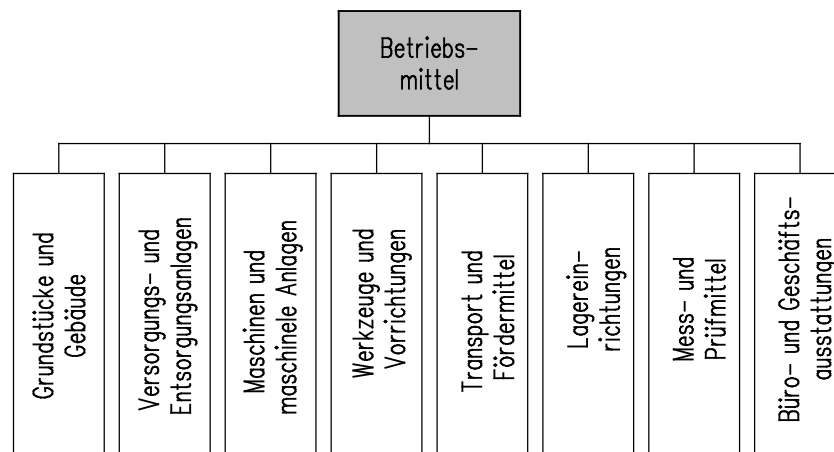 Betriebs-
mittel
Grundstücke und
Gebäude
Versorgungs- und
Entsorgungsanlagen
Maschinen und
maschinele Anlagen
Werkzeuge und
Vorrichtungen
Transport und
Fördermittel
Lagerein-
richtungen
Mess- und
Prüfmittel
Büro- und Geschäfts-
ausstattungen